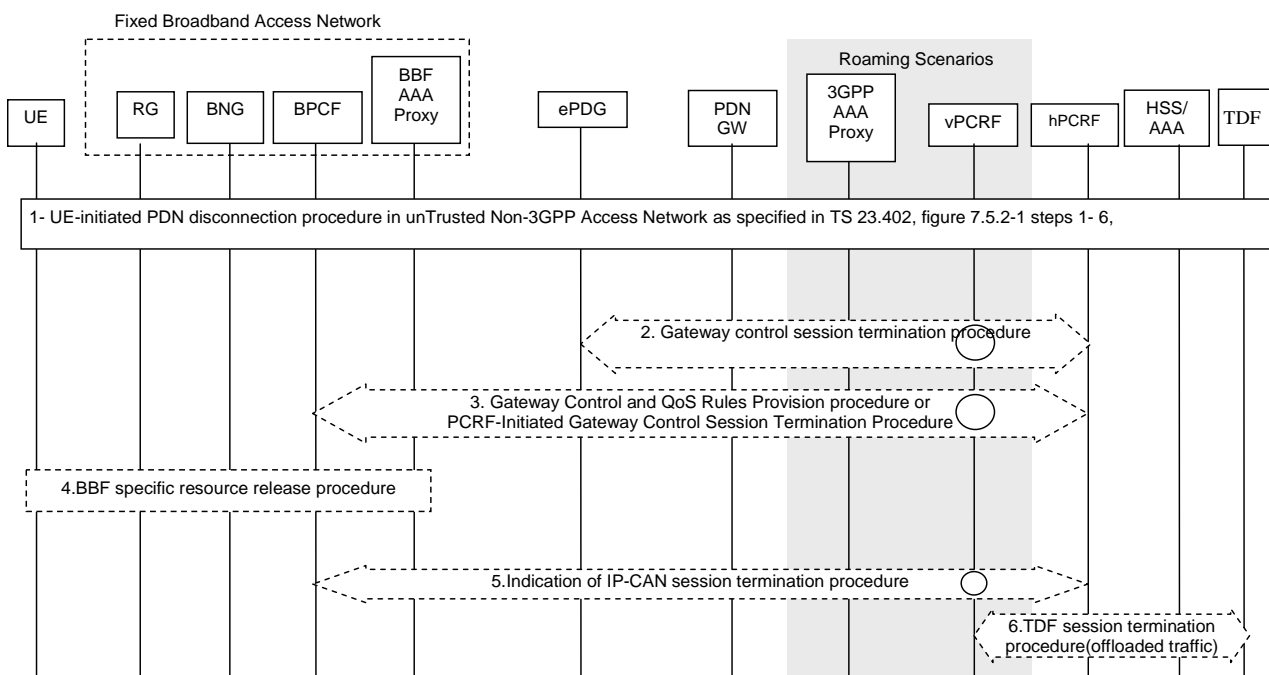 Fixed Broadband Access Network
Roaming Scenarios
UE
RG
BNG
BPCF
BBF
AAA
Proxy
ePDG
PDN
GW
3GPP
AAA
Proxy
vPCRF
hPCRF
HSS/
AAA
TDF
1- UE-initiated PDN disconnection procedure in unTrusted Non-3GPP Access Network as specified in TS 23.402, figure 7.5.2-1 steps 1- 6,
2. Gateway control session termination procedure
3. Gateway Control and QoS Rules Provision procedure or
PCRF-Initiated Gateway Control Session Termination Procedure
4.BBF specific resource release procedure
5.Indication of IP-CAN session termination procedure
6.TDF session termination
procedure(offloaded traffic)